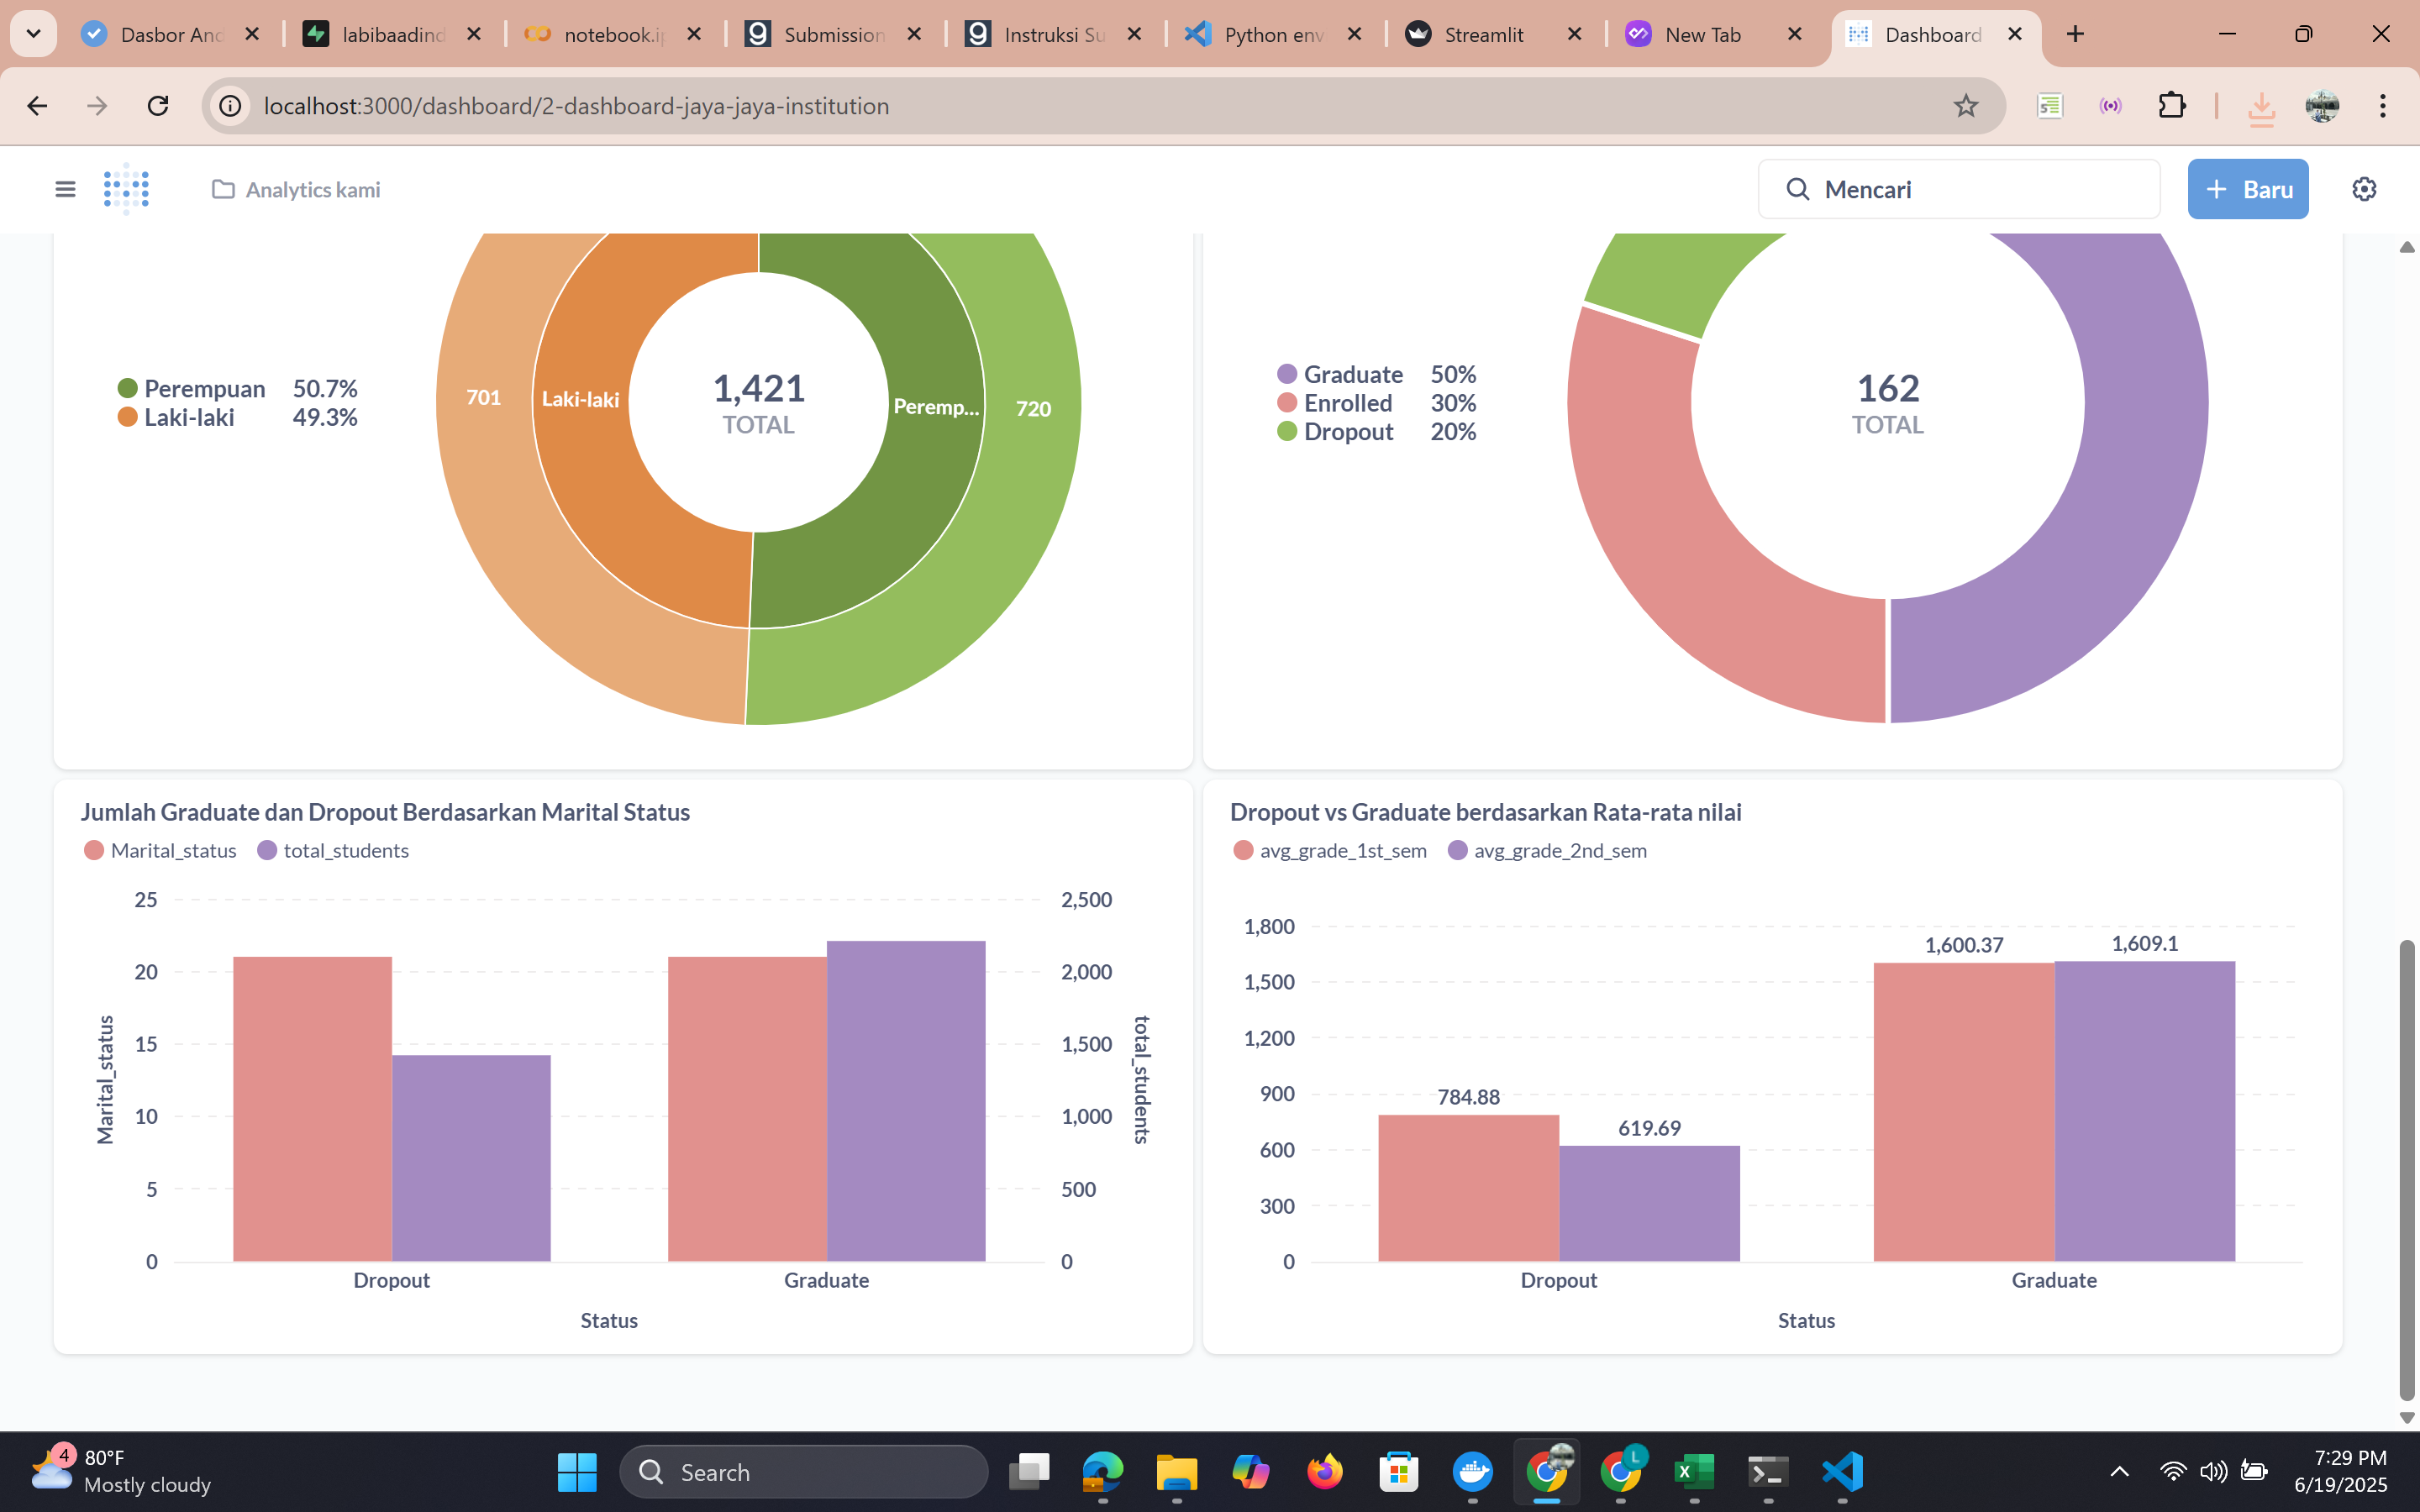 Dasbor And
labibaadind
notebook.ip
Submission
Instruksi Su
Python env
Streamlit
New Tab
Dashboard
localhost:3000/dashboard/2-dashboard-jaya-jaya-institution
Analytics kami
Mencari
+ Baru
Perempuan 50.7%
Laki-laki 49.3%
701
Laki-laki
1,421
TOTAL
Peremp...
720
Graduate 50%
Enrolled 30%
Dropout 20%
162
TOTAL
Jumlah Graduate dan Dropout Berdasarkan Marital Status
Marital_status total_students
25
20
15
10
5
0
Marital_status
2,500
2,000
1,500
1,000
500
0
total_students
Dropout Graduate
Status
Dropout vs Graduate berdasarkan Rata-rata nilai
avg_grade_1st_sem avg_grade_2nd_sem
1,800
1,500
1,200
900
600
300
0
784.88
619.69
1,600.37
1,609.1
Dropout Graduate
Status
4
80°F
Mostly cloudy
Search
L
7:29 PM
6/19/2025